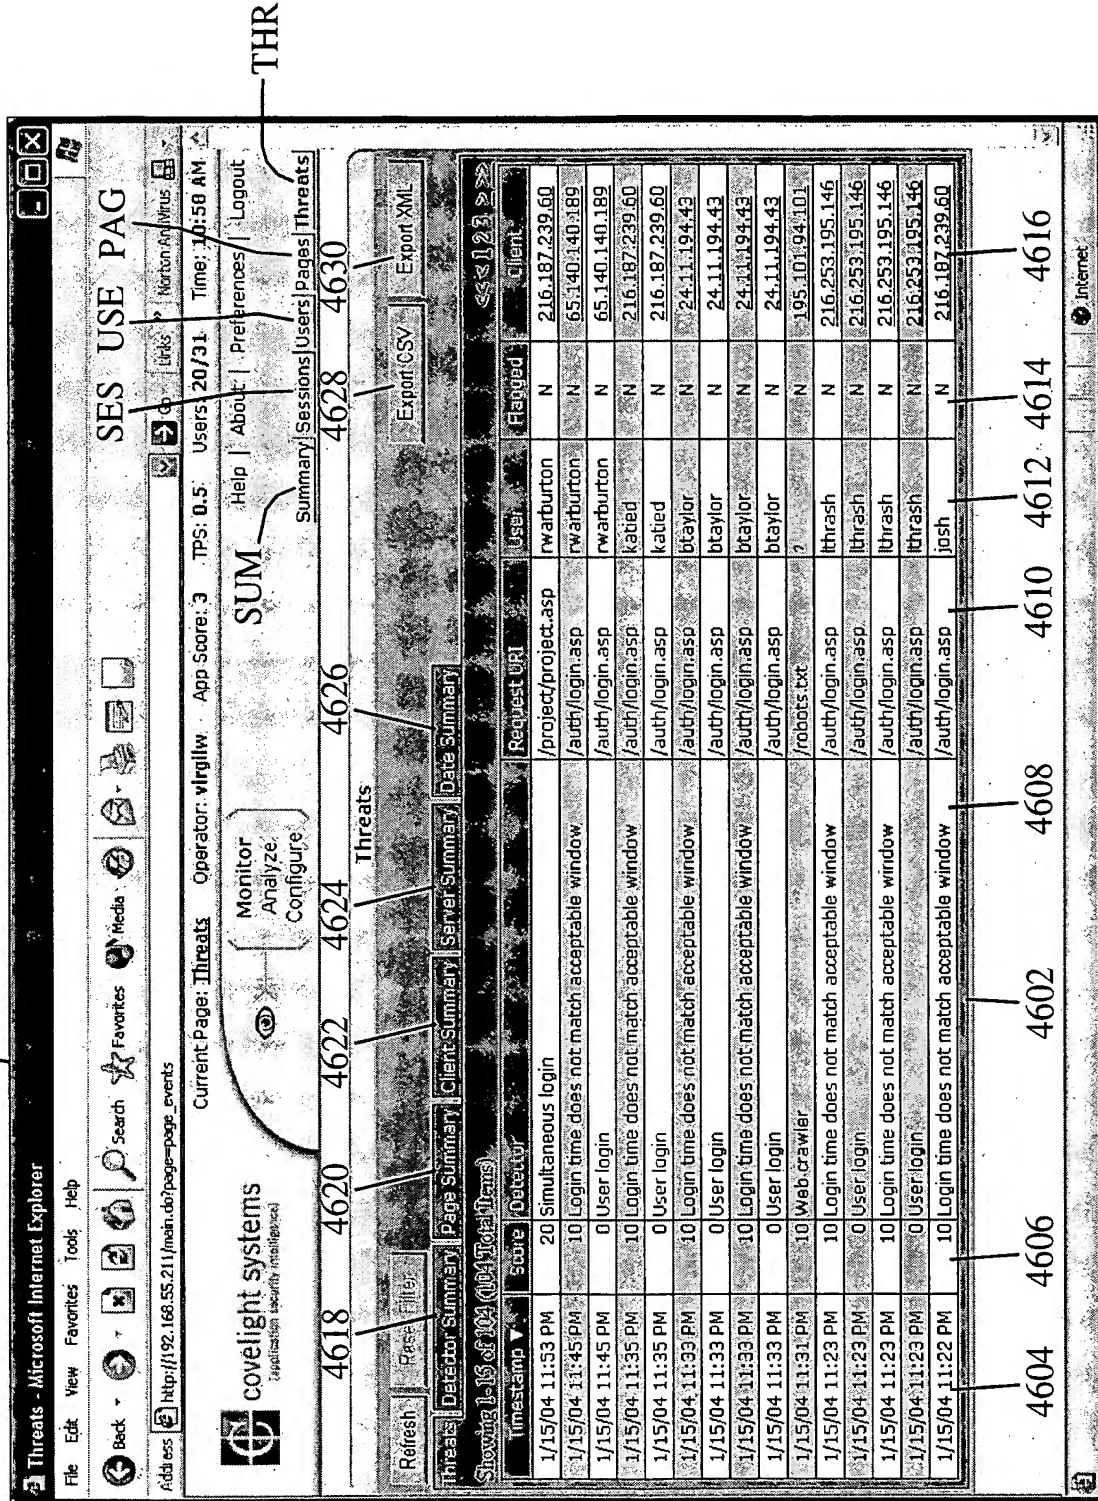 Threats - Microsoft Internet Explorer
File Edit View Favorites Tools Help
Back Search Favorites Media
Address http://192.168.55.211/main.do?page=page_events Go Links » Norton AntiVirus
SES USE PAG
Current Page: Threats Operator: virgilw App Score: 3 TPS: 0.5 Users: 20/31 Time: 10:58 AM
covelight systems
[application security intelligence]
Monitor
Analyze
Configure
Help | About | Preferences | Logout
SUM
THR
Summary | Sessions | Users | Pages | Threats
4618 4620 4622 4624 4626 4628 4630
Threats
Refresh Reset Filter Export CSV Export XML
Threats Detector Summary Page Summary Client Summary Server Summary Date Summary
Showing 1-15 of 104 (104 Total Items) <<< 1 2 3 > >>
Timestamp ▼ Score Detector Request URI User Flagged Client
1/15/04 11:53 PM 20 Simultaneous login /project/project.asp rwarburton N 216.187.239.60
1/15/04 11:45 PM 10 Login time does not match acceptable window /auth/login.asp rwarburton N 65.140.140.189
1/15/04 11:45 PM 0 User login /auth/login.asp rwarburton N 65.140.140.189
1/15/04 11:35 PM 10 Login time does not match acceptable window /auth/login.asp katied N 216.187.239.60
1/15/04 11:35 PM 0 User login /auth/login.asp katied N 216.187.239.60
1/15/04 11:33 PM 10 Login time does not match acceptable window /auth/login.asp btaylor N 24.11.194.43
1/15/04 11:33 PM 0 User login /auth/login.asp btaylor N 24.11.194.43
1/15/04 11:33 PM 10 Login time does not match acceptable window /auth/login.asp btaylor N 24.11.194.43
1/15/04 11:33 PM 0 User login /auth/login.asp btaylor N 24.11.194.43
1/15/04 11:31 PM 10 Web crawler /robots.txt ? N 195.101.94.101
1/15/04 11:23 PM 10 Login time does not match acceptable window /auth/login.asp lthrash N 216.253.195.146
1/15/04 11:23 PM 0 User login /auth/login.asp lthrash N 216.253.195.146
1/15/04 11:23 PM 10 Login time does not match acceptable window /auth/login.asp lthrash N 216.253.195.146
1/15/04 11:23 PM 0 User login /auth/login.asp lthrash N 216.253.195.146
1/15/04 11:22 PM 10 Login time does not match acceptable window /auth/login.asp josh N 216.187.239.60
4604 4606 4602 4608 4610 4612 4614 4616
Internet